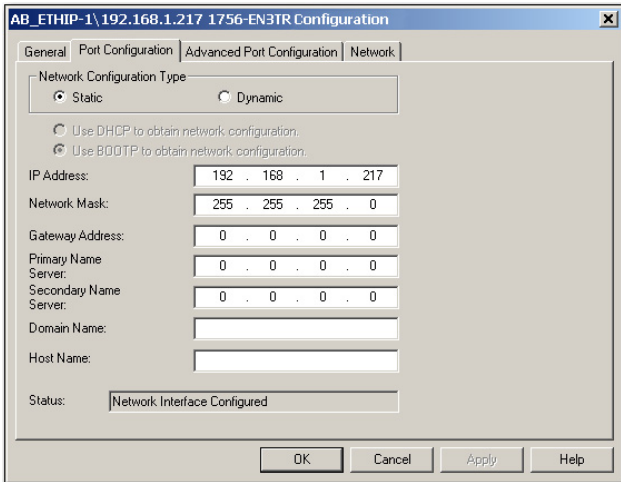 AB_ETHIP-1\192.168.1.217 1756-EN3TR Configuration
General Port Configuration Advanced Port Configuration Network
Network Configuration Type
Static Dynamic
Use DHCP to obtain network configuration.
Use BOOTP to obtain network configuration.
IP Address: 192 . 168 . 1 . 217
Network Mask: 255 . 255 . 255 . 0
Gateway Address: 0 . 0 . 0 . 0
Primary Name
Server: 0 . 0 . 0 . 0
Secondary Name
Server: 0 . 0 . 0 . 0
Domain Name:
Host Name:
Status: Network Interface Configured
OK Cancel Apply Help